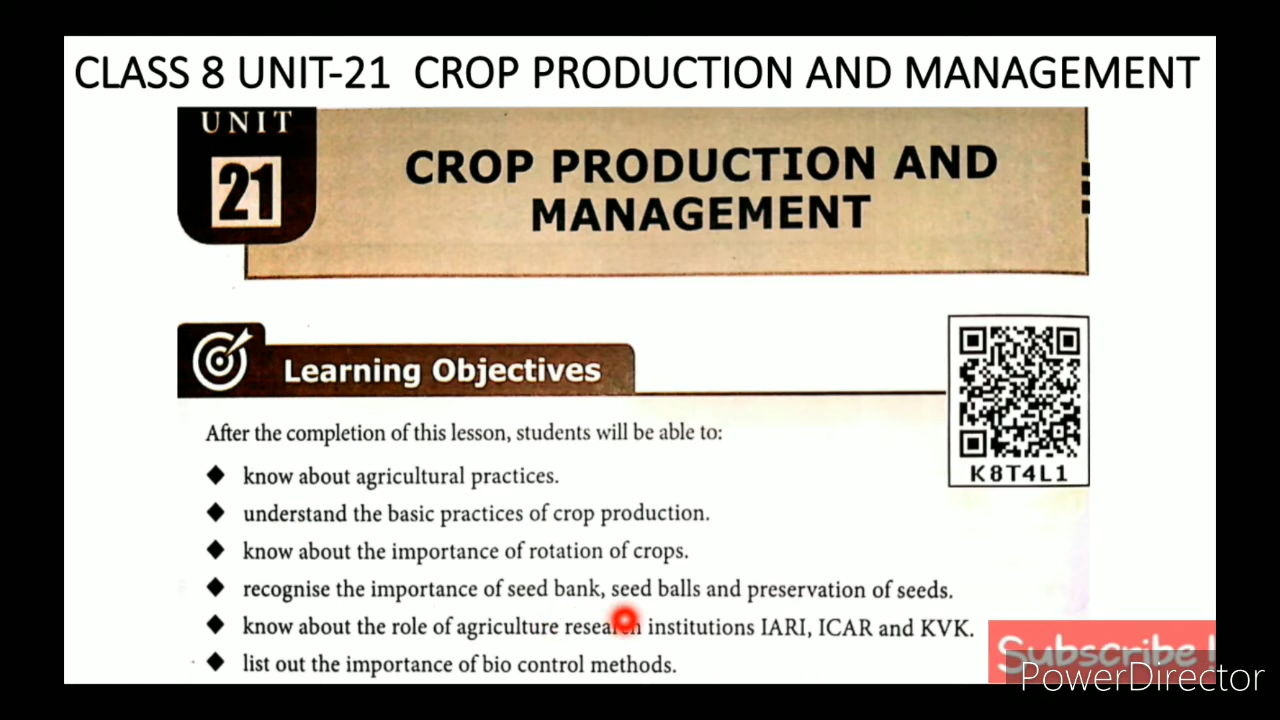 CLASS 8 UNIT-21 CROP PRODUCTION AND MANAGEMENT
UNIT
21
CROP PRODUCTION AND
MANAGEMENT
Learning Objectives
K8T4L1
After the completion of this lesson, students will be able to:
know about agricultural practices.
understand the basic practices of crop production.
know about the importance of rotation of crops.
recognise the importance of seed bank, seed balls and preservation of seeds.
know about the role of agriculture research institutions IARI, ICAR and KVK.
list out the importance of bio control methods.
Subscribe !
PowerDirector